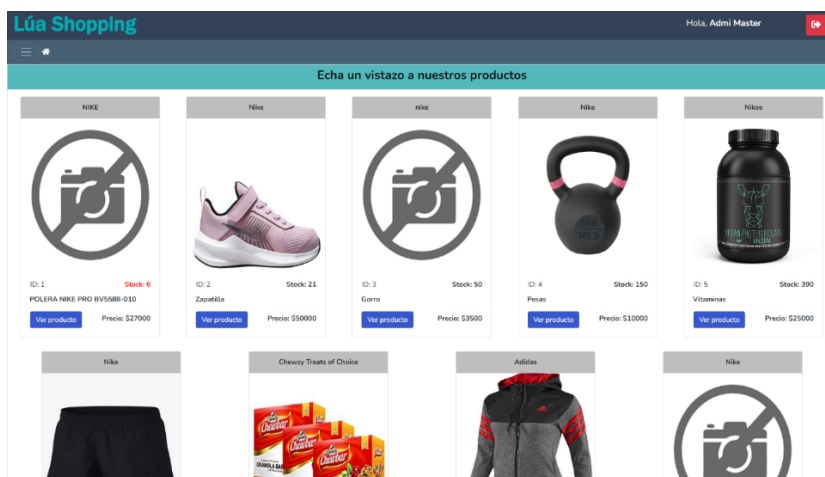 Lúa Shopping
Hola, Admi Master
Echa un vistazo a nuestros productos
NIKE
Nike
nike
Nike
Nikee
ID: 1 Stock: 6
POLERA NIKE PRO BV5588-010
Ver producto Precio: $27000
ID: 2 Stock: 21
Zapatilla
Ver producto Precio: $50000
ID: 3 Stock: 50
Gorro
Ver producto Precio: $3500
ID: 4 Stock: 150
Pesas
Ver producto Precio: $10000
ID: 5 Stock: 390
Vitaminas
Ver producto Precio: $25000
Nike
Chewzy Treats of Choice
Adidas
Nike